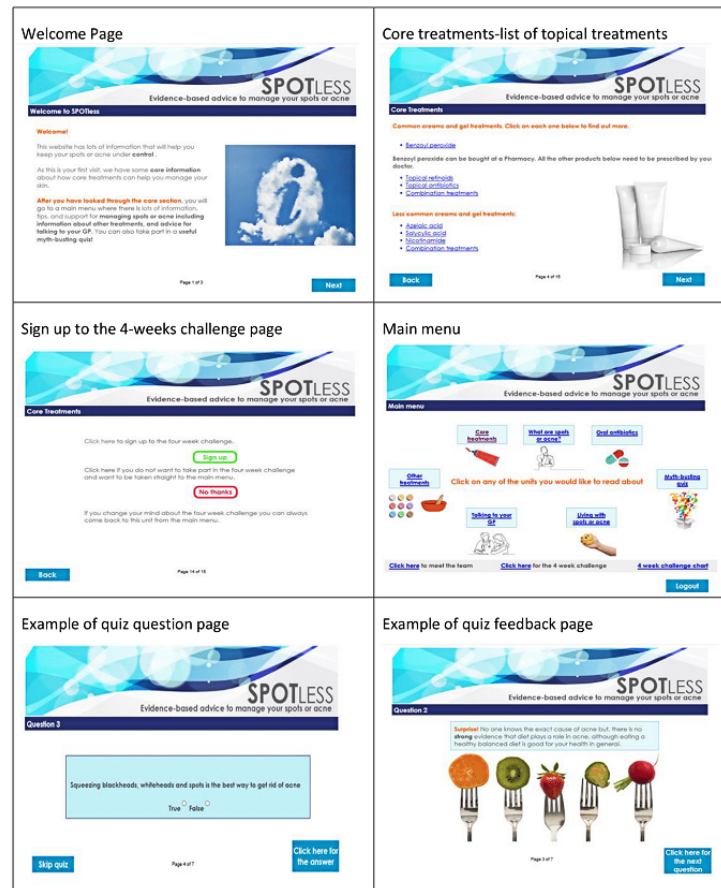 Welcome Page
SPOTLESS
Evidence-based advice to manage your spots or acne
Welcome to SPOTless
Welcome!
This website has lots of information that will help you
keep your spots or acne under control .
As this is your first visit, we have some core information
about how core treatments can help you manage your
skin.
After you have looked through the care section, you will
go to a main menu where there is lots of information,
tips, and support for managing spots or acne including
information about other treatments, and advice for
talking to your GP. You can also take part in a useful
myth-busting quiz!
Page 1 of 3
Next
Core treatments-list of topical treatments
SPOTLESS
Evidence-based advice to manage your spots or acne
Core Treatments
Common creams and gel treatments. Click on each one below to find out more.
• Benzoyl peroxide
Benzoyl peroxide can be bought at a Pharmacy. All the other products below need to be prescribed by your
doctor.
• Topical retinoids
• Topical antibiotics
• Combination treatments
Less common creams and gel treatments:
• Azelaic acid
• Salycylic acid
• Nicotinamide
• Combination treatments
Back
Page 4 of 15
Next
Sign up to the 4-weeks challenge page
SPOTLESS
Evidence-based advice to manage your spots or acne
Core Treatments
Click here to sign up to the four week challenge.
Sign up
Click here if you do not want to take part in the four week challenge
and want to be taken straight to the main menu.
No thanks
If you change your mind about the four week challenge you can always
come back to this unit from the main menu.
Back
Page 14 of 15
Main menu
SPOTLESS
Evidence-based advice to manage your spots or acne
Main menu
Core
treatments
What are spots
or acne?
Oral antibiotics
Other
treatments
Click on any of the units you would like to read about
Myth-busting
quiz
Talking to your
GP
Living with
spots or acne
Click here to meet the team
Click here for the 4 week challenge
4 week challenge chart
Logout
Example of quiz question page
SPOTLESS
Evidence-based advice to manage your spots or acne
Question 3
Squeezing blackheads, whiteheads and spots is the best way to get rid of acne
True False
Skip quiz
Page 4 of 7
Click here for
the answer
Example of quiz feedback page
SPOTLESS
Evidence-based advice to manage your spots or acne
Question 2
Surprise! No one knows the exact cause of acne but, there is no
strong evidence that diet plays a role in acne, although eating a
healthy balanced diet is good for your health in general.
Page 3 of 7
Click here for
the next
question